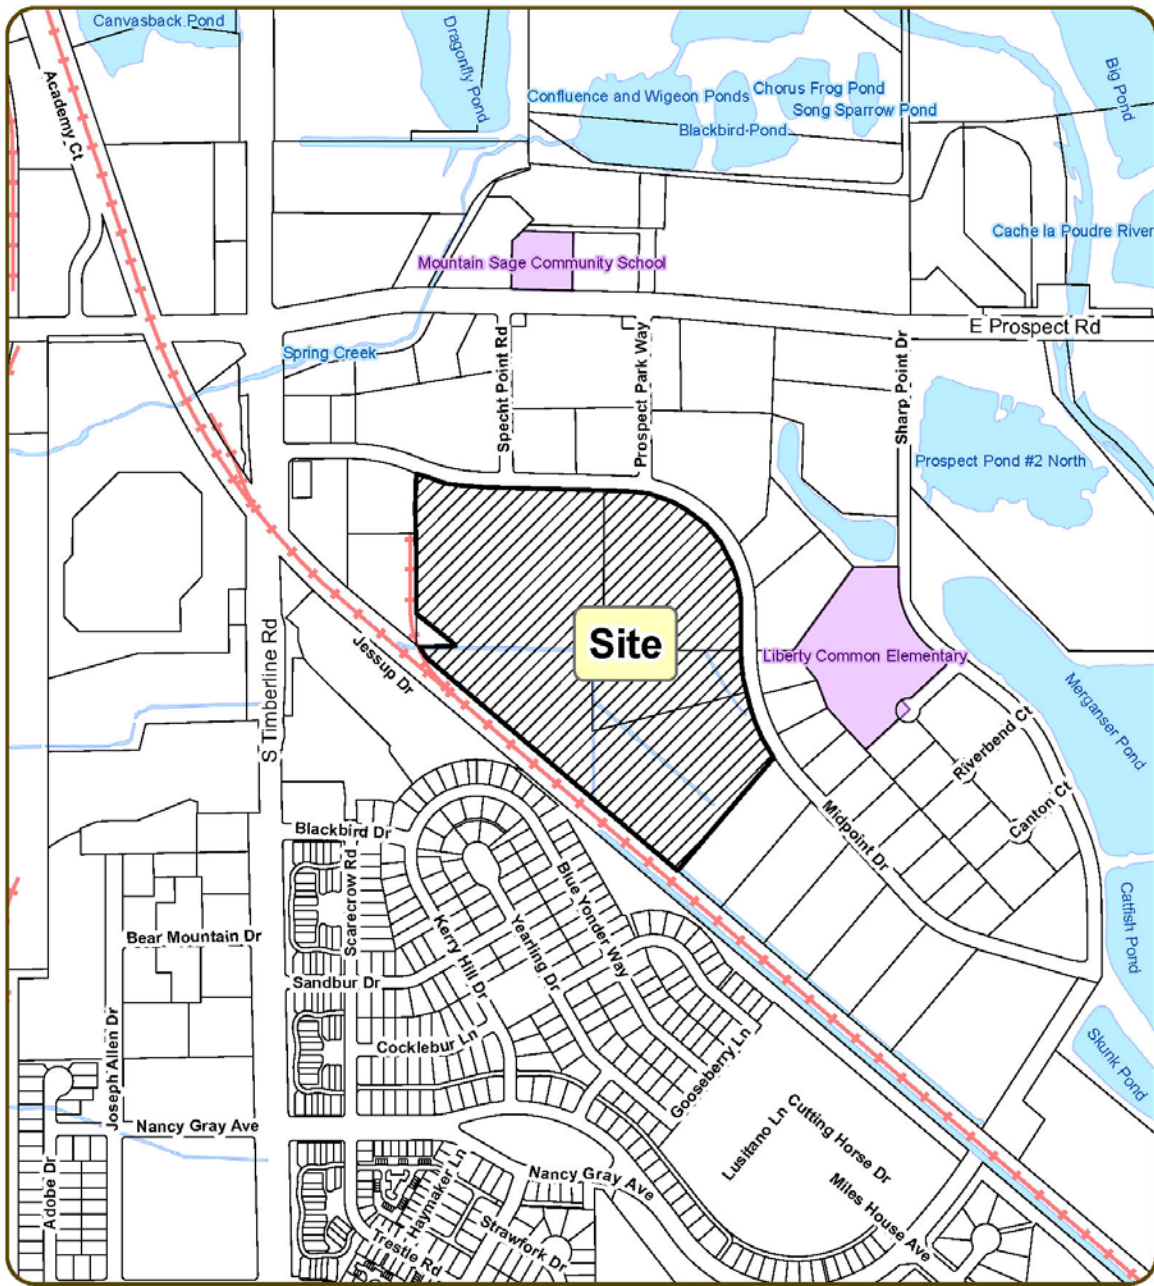 Canvasback Pond
Dragonfly Pond
Big Pond
Academy Ct
Confluence and Wigeon Ponds
Chorus Frog Pond
Song Sparrow Pond
Blackbird Pond
Cache la Poudre River
Mountain Sage Community School
E Prospect Rd
Spring Creek
Specht Point Rd
Prospect Park Way
Sharp Point Dr
Prospect Pond #2 North
S Timberline Rd
Jessup Dr
Site
Liberty Common Elementary
Merganser Pond
Riverbend Ct
Canton Ct
Midpoint Dr
Blackbird Dr
Scarecrow Rd
Blue Yonder Way
Kerry Hill Dr
Yearling Dr
Bear Mountain Dr
Sandbur Dr
Catfish Pond
Joseph Allen Dr
Cocklebur Ln
Gooseberry Ln
Skunk Pond
Nancy Gray Ave
Lusitano Ln
Cutting Horse Dr
Adobe Dr
Haymaker Ln
Nancy Gray Ave
Miles House Ave
Trestle Rd
Strawfork Dr